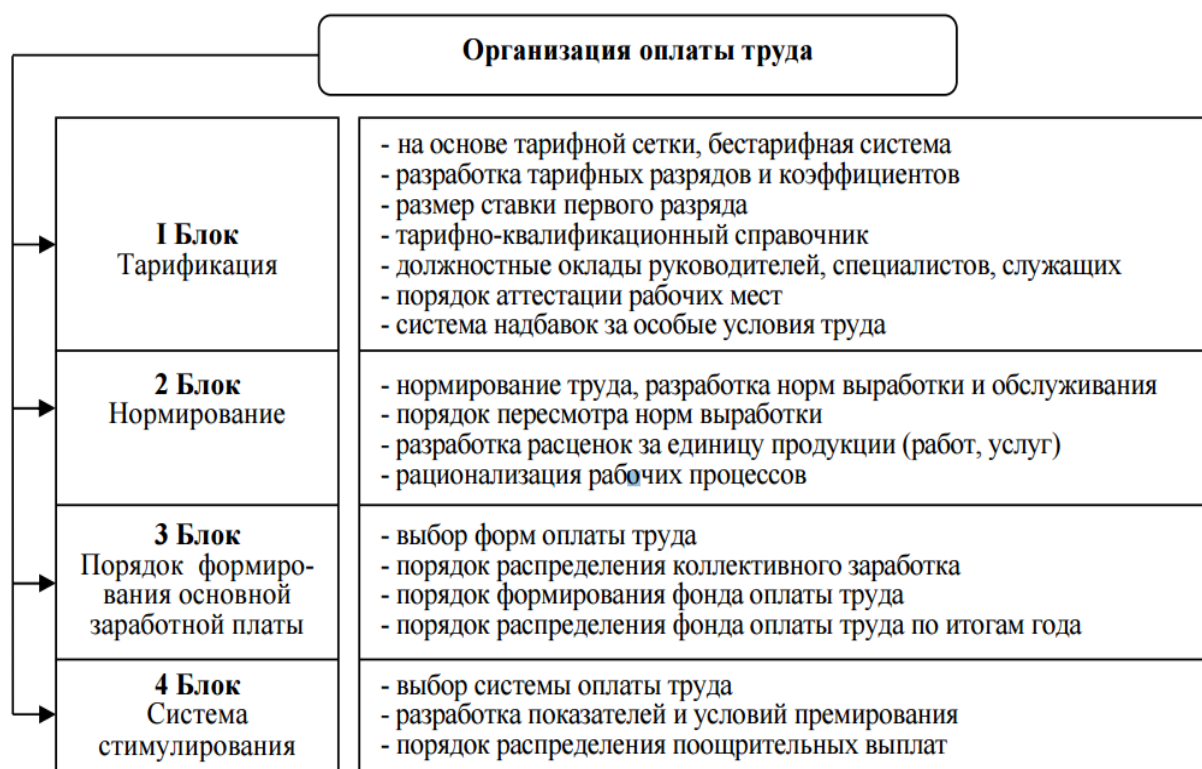 Организация оплаты труда
I Блок
Тарификация
- на основе тарифной сетки, бестарифная система
- разработка тарифных разрядов и коэффициентов
- размер ставки первого разряда
- тарифно-квалификационный справочник
- должностные оклады руководителей, специалистов, служащих
- порядок аттестации рабочих мест
- система надбавок за особые условия труда
2 Блок
Нормирование
- нормирование труда, разработка норм выработки и обслуживания
- порядок пересмотра норм выработки
- разработка расценок за единицу продукции (работ, услуг)
- рационализация рабочих процессов
3 Блок
Порядок формиро-
вания основной
заработной платы
- выбор форм оплаты труда
- порядок распределения коллективного заработка
- порядок формирования фонда оплаты труда
- порядок распределения фонда оплаты труда по итогам года
4 Блок
Система
стимулирования
- выбор системы оплаты труда
- разработка показателей и условий премирования
- порядок распределения поощрительных выплат